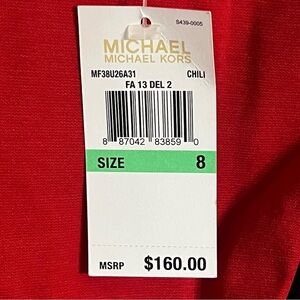 S439-0005
MICHAEL
MICHAEL KORS
MF38U26A31 CHILI
FA 13 DEL 2
8 87042 83859 0
SIZE 8
MSRP $160.00